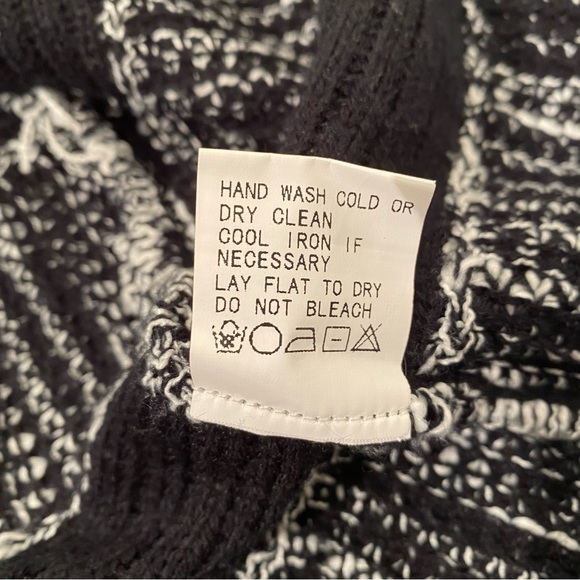 HAND WASH COLD OR
DRY CLEAN
COOL IRON IF
NECESSARY
LAY FLAT TO DRY
DO NOT BLEACH